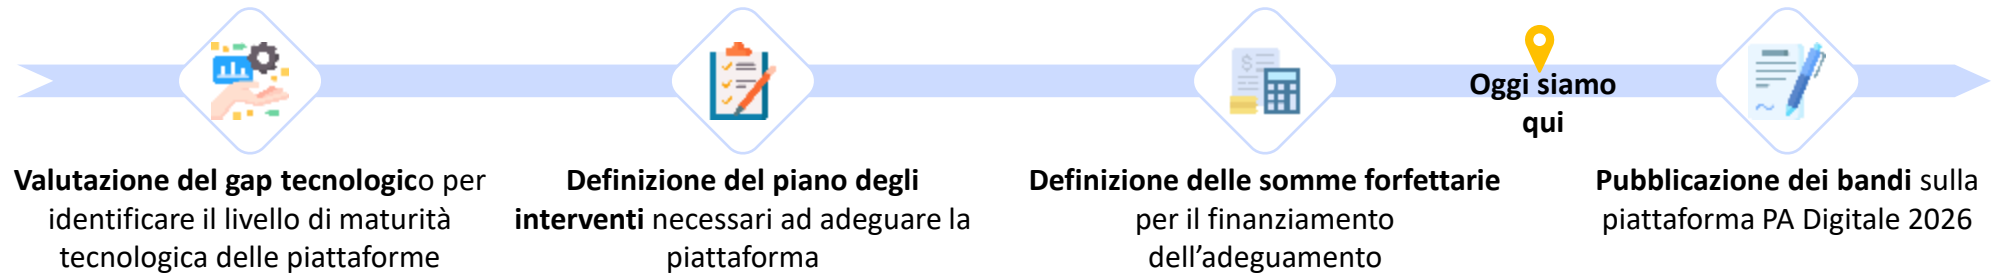 Oggi siamo
qui
Valutazione del gap tecnologico per
identificare il livello di maturità
tecnologica delle piattaforme
Definizione del piano degli
interventi necessari ad adeguare la
piattaforma
Definizione delle somme forfettarie
per il finanziamento
dell’adeguamento
Pubblicazione dei bandi sulla
piattaforma PA Digitale 2026